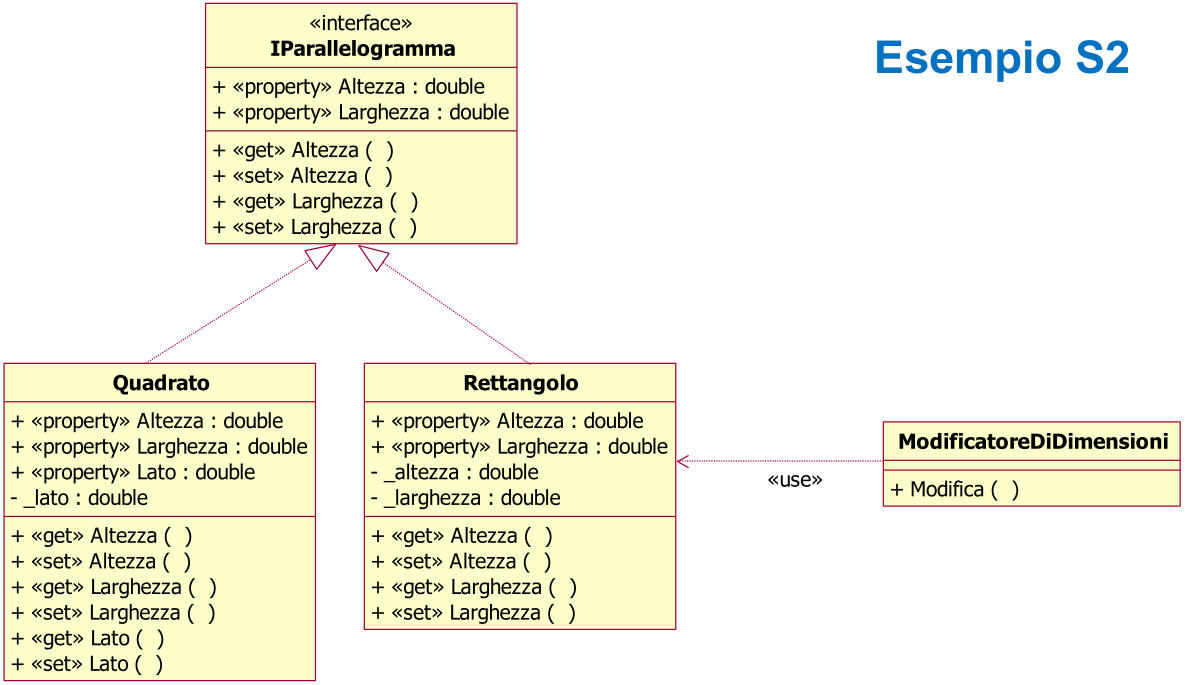 «interface»
IParallelogramma
+ «property» Altezza : double
+ «property» Larghezza : double
+ «get» Altezza (  )
+ «set» Altezza (  )
+ «get» Larghezza (  )
+ «set» Larghezza (  )
Esempio S2
Quadrato
+ «property» Altezza : double
+ «property» Larghezza : double
+ «property» Lato : double
- _lato : double
+ «get» Altezza (  )
+ «set» Altezza (  )
+ «get» Larghezza (  )
+ «set» Larghezza (  )
+ «get» Lato (  )
+ «set» Lato (  )
Rettangolo
+ «property» Altezza : double
+ «property» Larghezza : double
- _altezza : double
- _larghezza : double
+ «get» Altezza (  )
+ «set» Altezza (  )
+ «get» Larghezza (  )
+ «set» Larghezza (  )
«use»
ModificatoreDiDimensioni
+ Modifica (  )